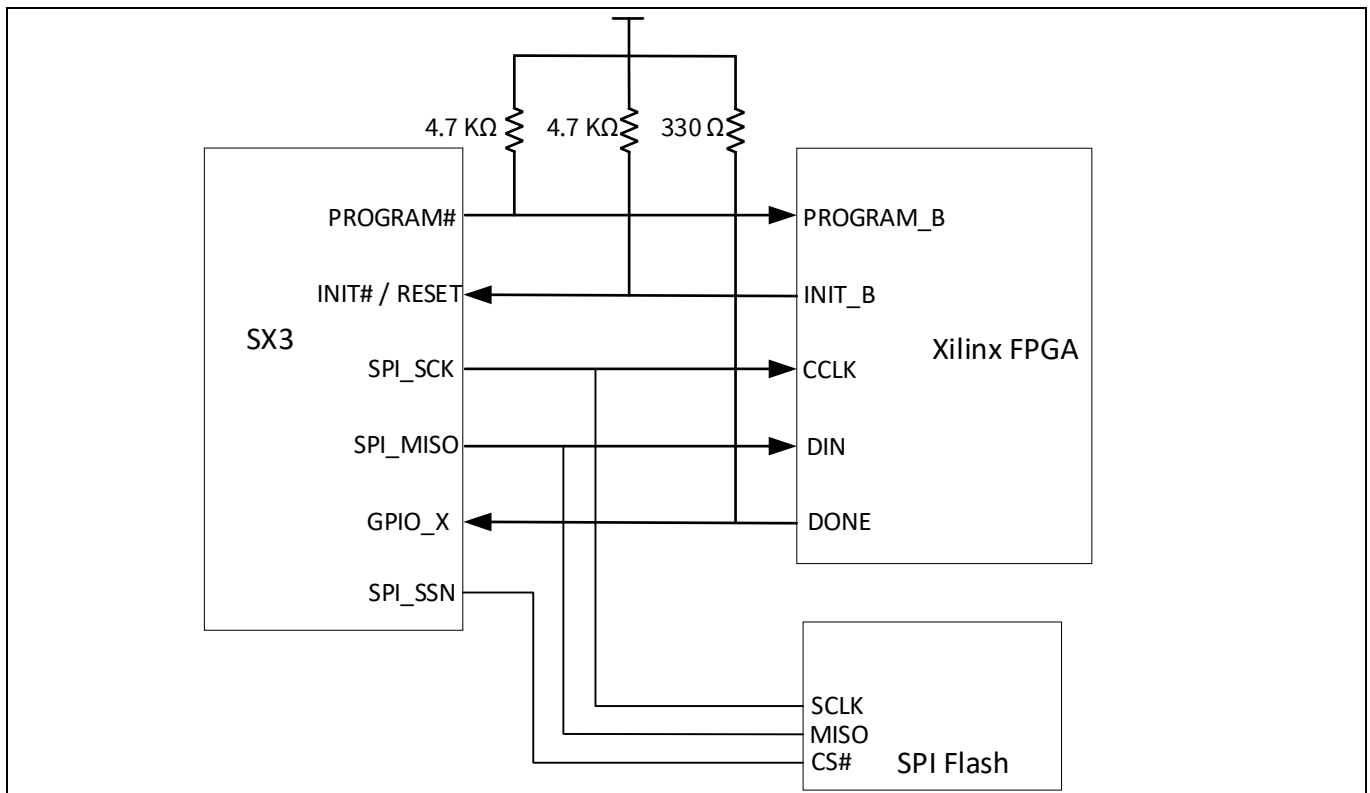 4.7 KΩ
4.7 KΩ
330 Ω
SX3
PROGRAM#
INIT# / RESET
SPI_SCK
SPI_MISO
GPIO_X
SPI_SSN
Xilinx FPGA
PROGRAM_B
INIT_B
CCLK
DIN
DONE
SCLK
MISO
CS#
SPI Flash